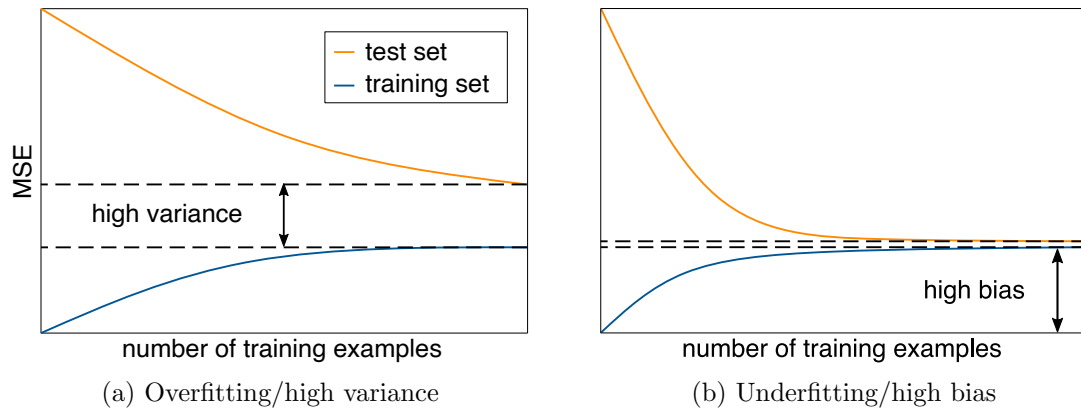 test set
training set
MSE
high variance
number of training examples
(a) Overfitting/high variance
high bias
number of training examples
(b) Underfitting/high bias